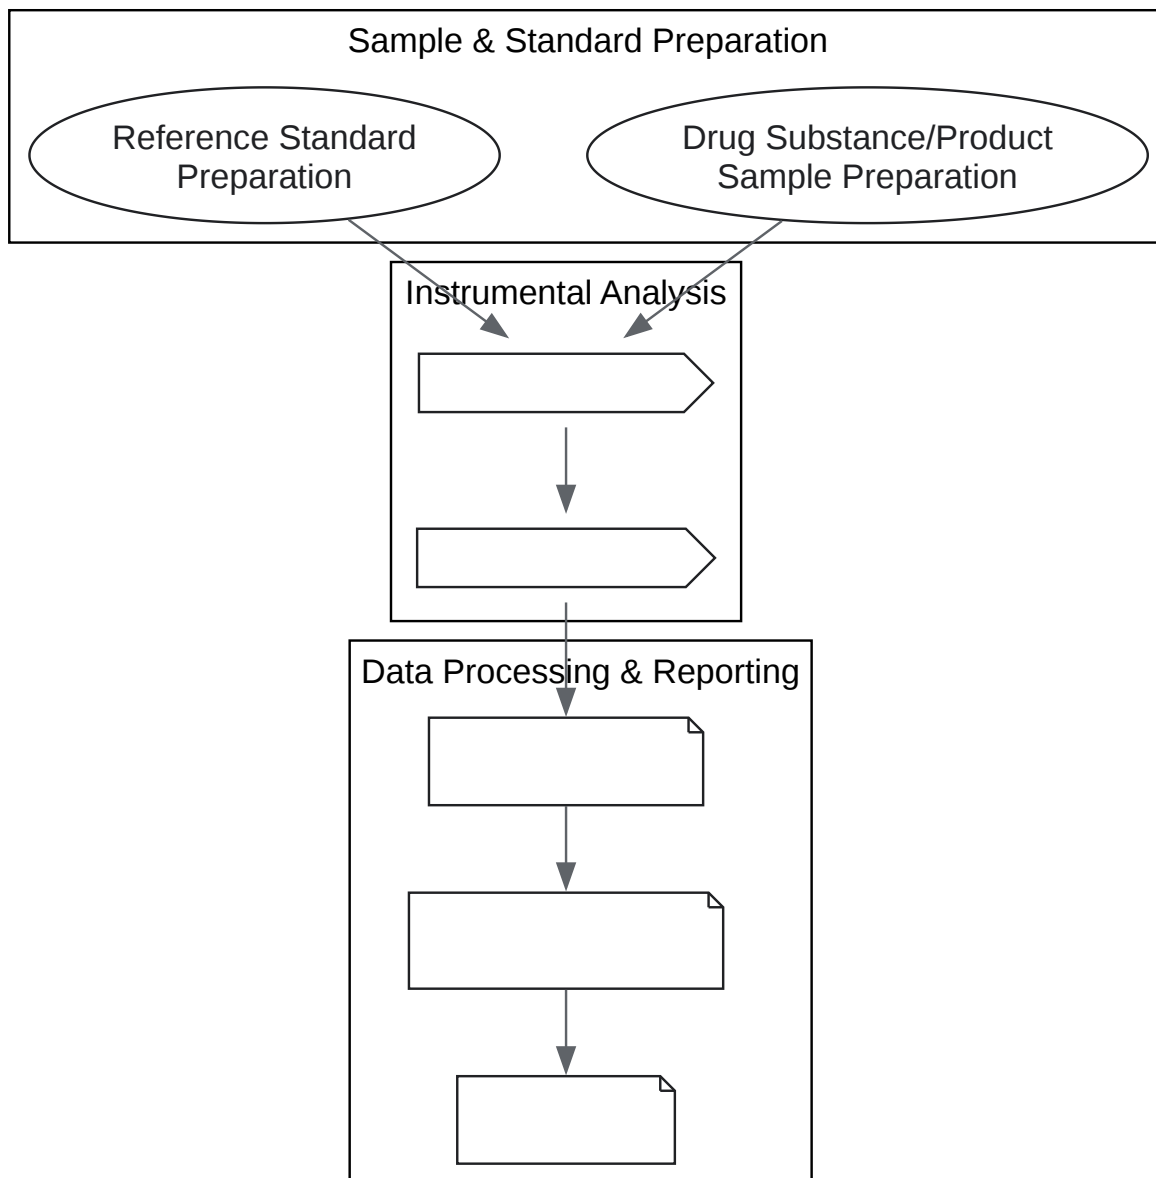 Sample & Standard Preparation
Reference Standard
Preparation
Drug Substance/Product
Sample Preparation
Instrumental Analysis
Data Processing & Reporting